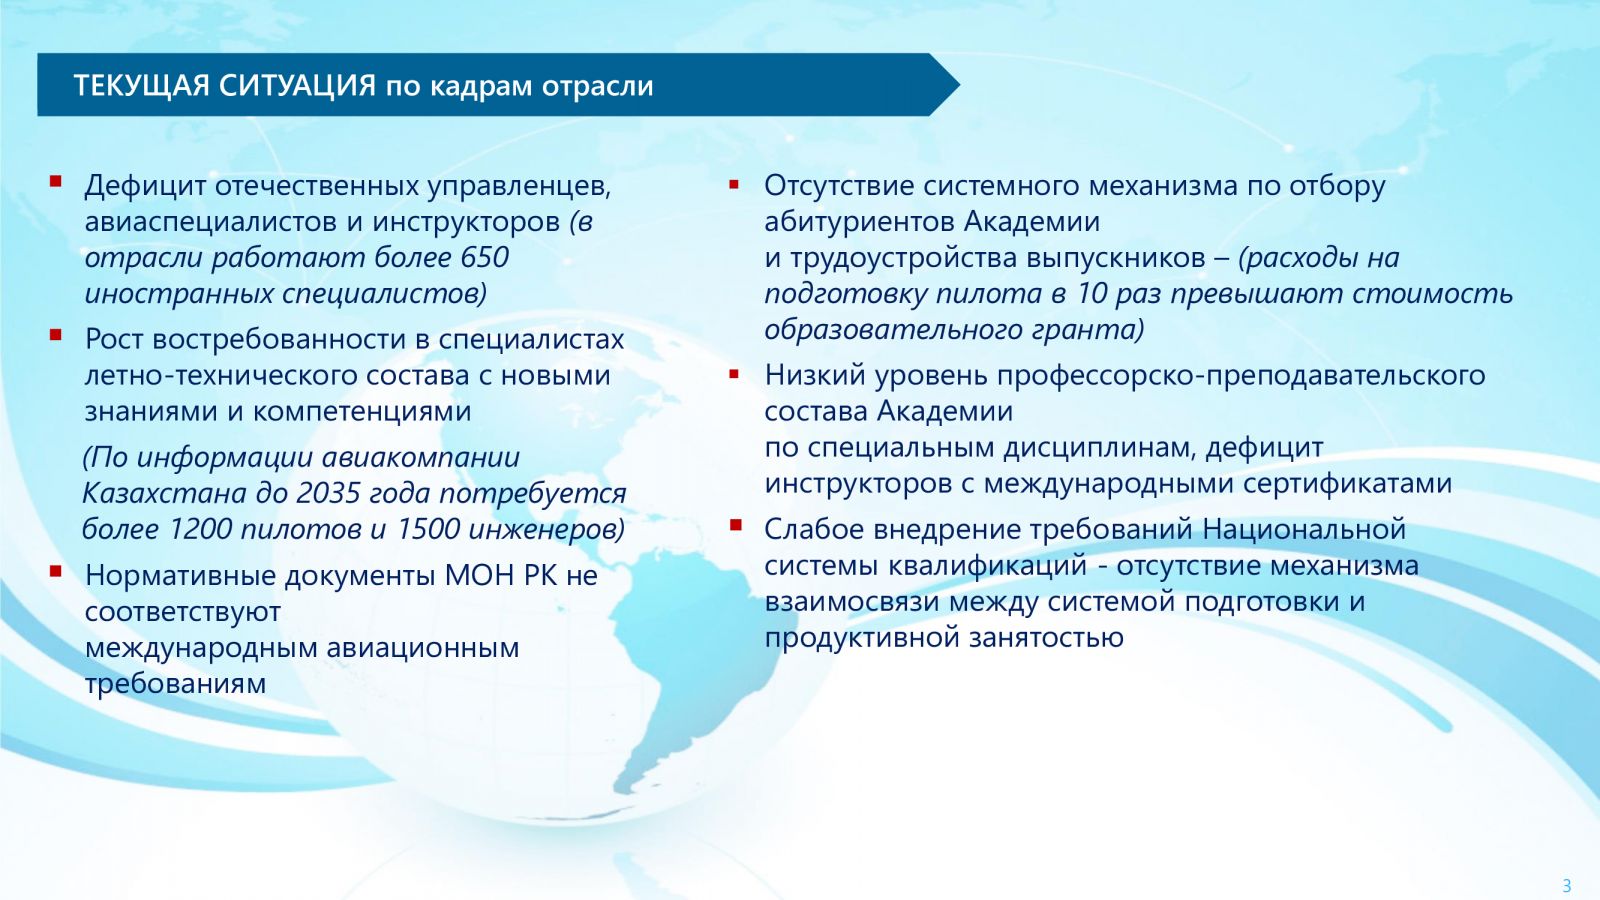 ТЕКУЩАЯ СИТУАЦИЯ по кадрам отрасли
Дефицит отечественных управленцев,
авиаспециалистов и инструкторов (в
отрасли работают более 650
иностранных специалистов)
Рост востребованности в специалистах
летно-технического состава с новыми
знаниями и компетенциями
(По информации авиакомпании
Казахстана до 2035 года потребуется
более 1200 пилотов и 1500 инженеров)
Нормативные документы МОН РК не
соответствуют
международным авиационным
требованиям
Отсутствие системного механизма по отбору
абитуриентов Академии
и трудоустройства выпускников – (расходы на
подготовку пилота в 10 раз превышают стоимость
образовательного гранта)
Низкий уровень профессорско-преподавательского
состава Академии
по специальным дисциплинам, дефицит
инструкторов с международными сертификатами
Слабое внедрение требований Национальной
системы квалификаций - отсутствие механизма
взаимосвязи между системой подготовки и
продуктивной занятостью
3